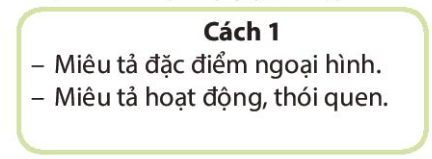 Cách 1
– Miêu tả đặc điểm ngoại hình.
– Miêu tả hoạt động, thói quen.